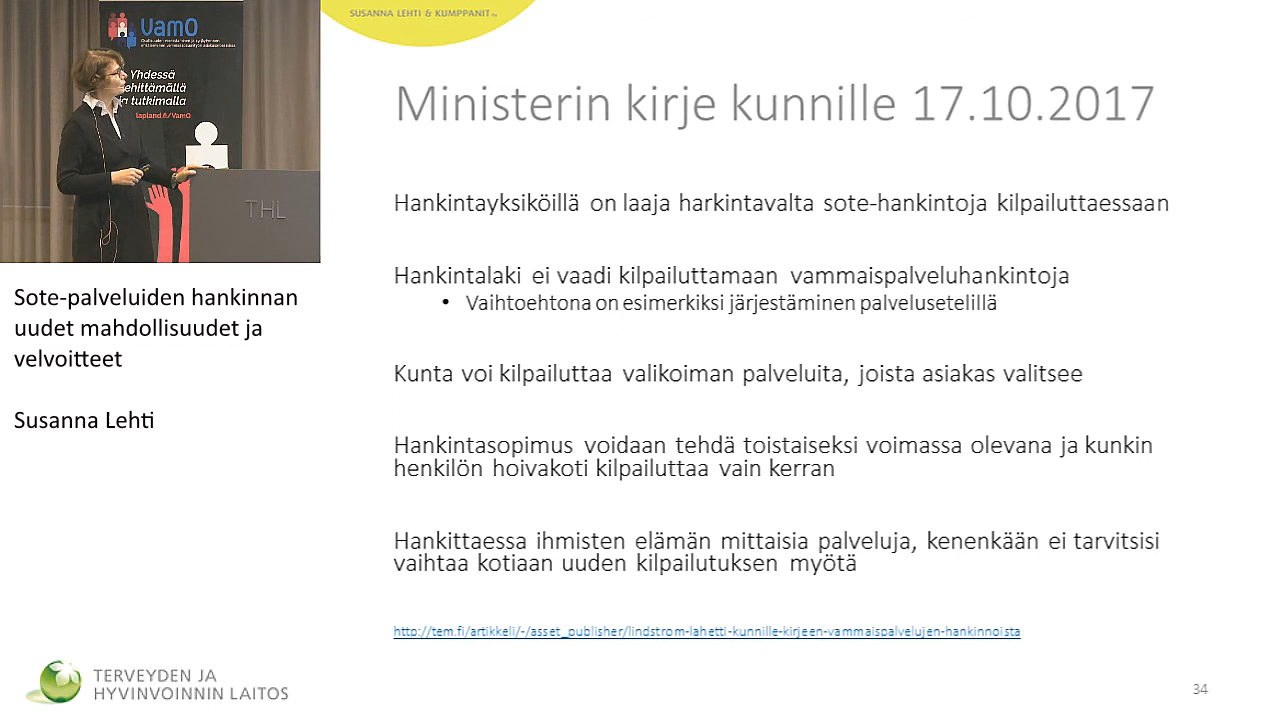 SUSANNA LEHTI & KUMPPANIT
VamO
Yhdessä
kehittämällä
ja tutkimalla
lapland.fi/VamO
THL
Sote-palveluiden hankinnan
uudet mahdollisuudet ja
velvoitteet
Susanna Lehti
Ministerin kirje kunnille 17.10.2017
Hankintayksiköillä on laaja harkintavalta sote-hankintoja kilpailuttaessaan
Hankintalaki ei vaadi kilpailuttamaan vammaispalveluhankintoja
• Vaihtoehtona on esimerkiksi järjestäminen palvelusetelillä
Kunta voi kilpailuttaa valikoiman palveluita, joista asiakas valitsee
Hankintasopimus voidaan tehdä toistaiseksi voimassa olevana ja kunkin
henkilön hoivakoti kilpailuttaa vain kerran
Hankittaessa ihmisten elämän mittaisia palveluja, kenenkään ei tarvitsisi
vaihtaa kotiaan uuden kilpailutuksen myötä
http://tem.fi/artikkeli/-/asset_publisher/lindstrom-lahetti-kunnille-kirjeen-vammaispalvelujen-hankinnoista
TERVEYDEN JA
HYVINVOINNIN LAITOS
34